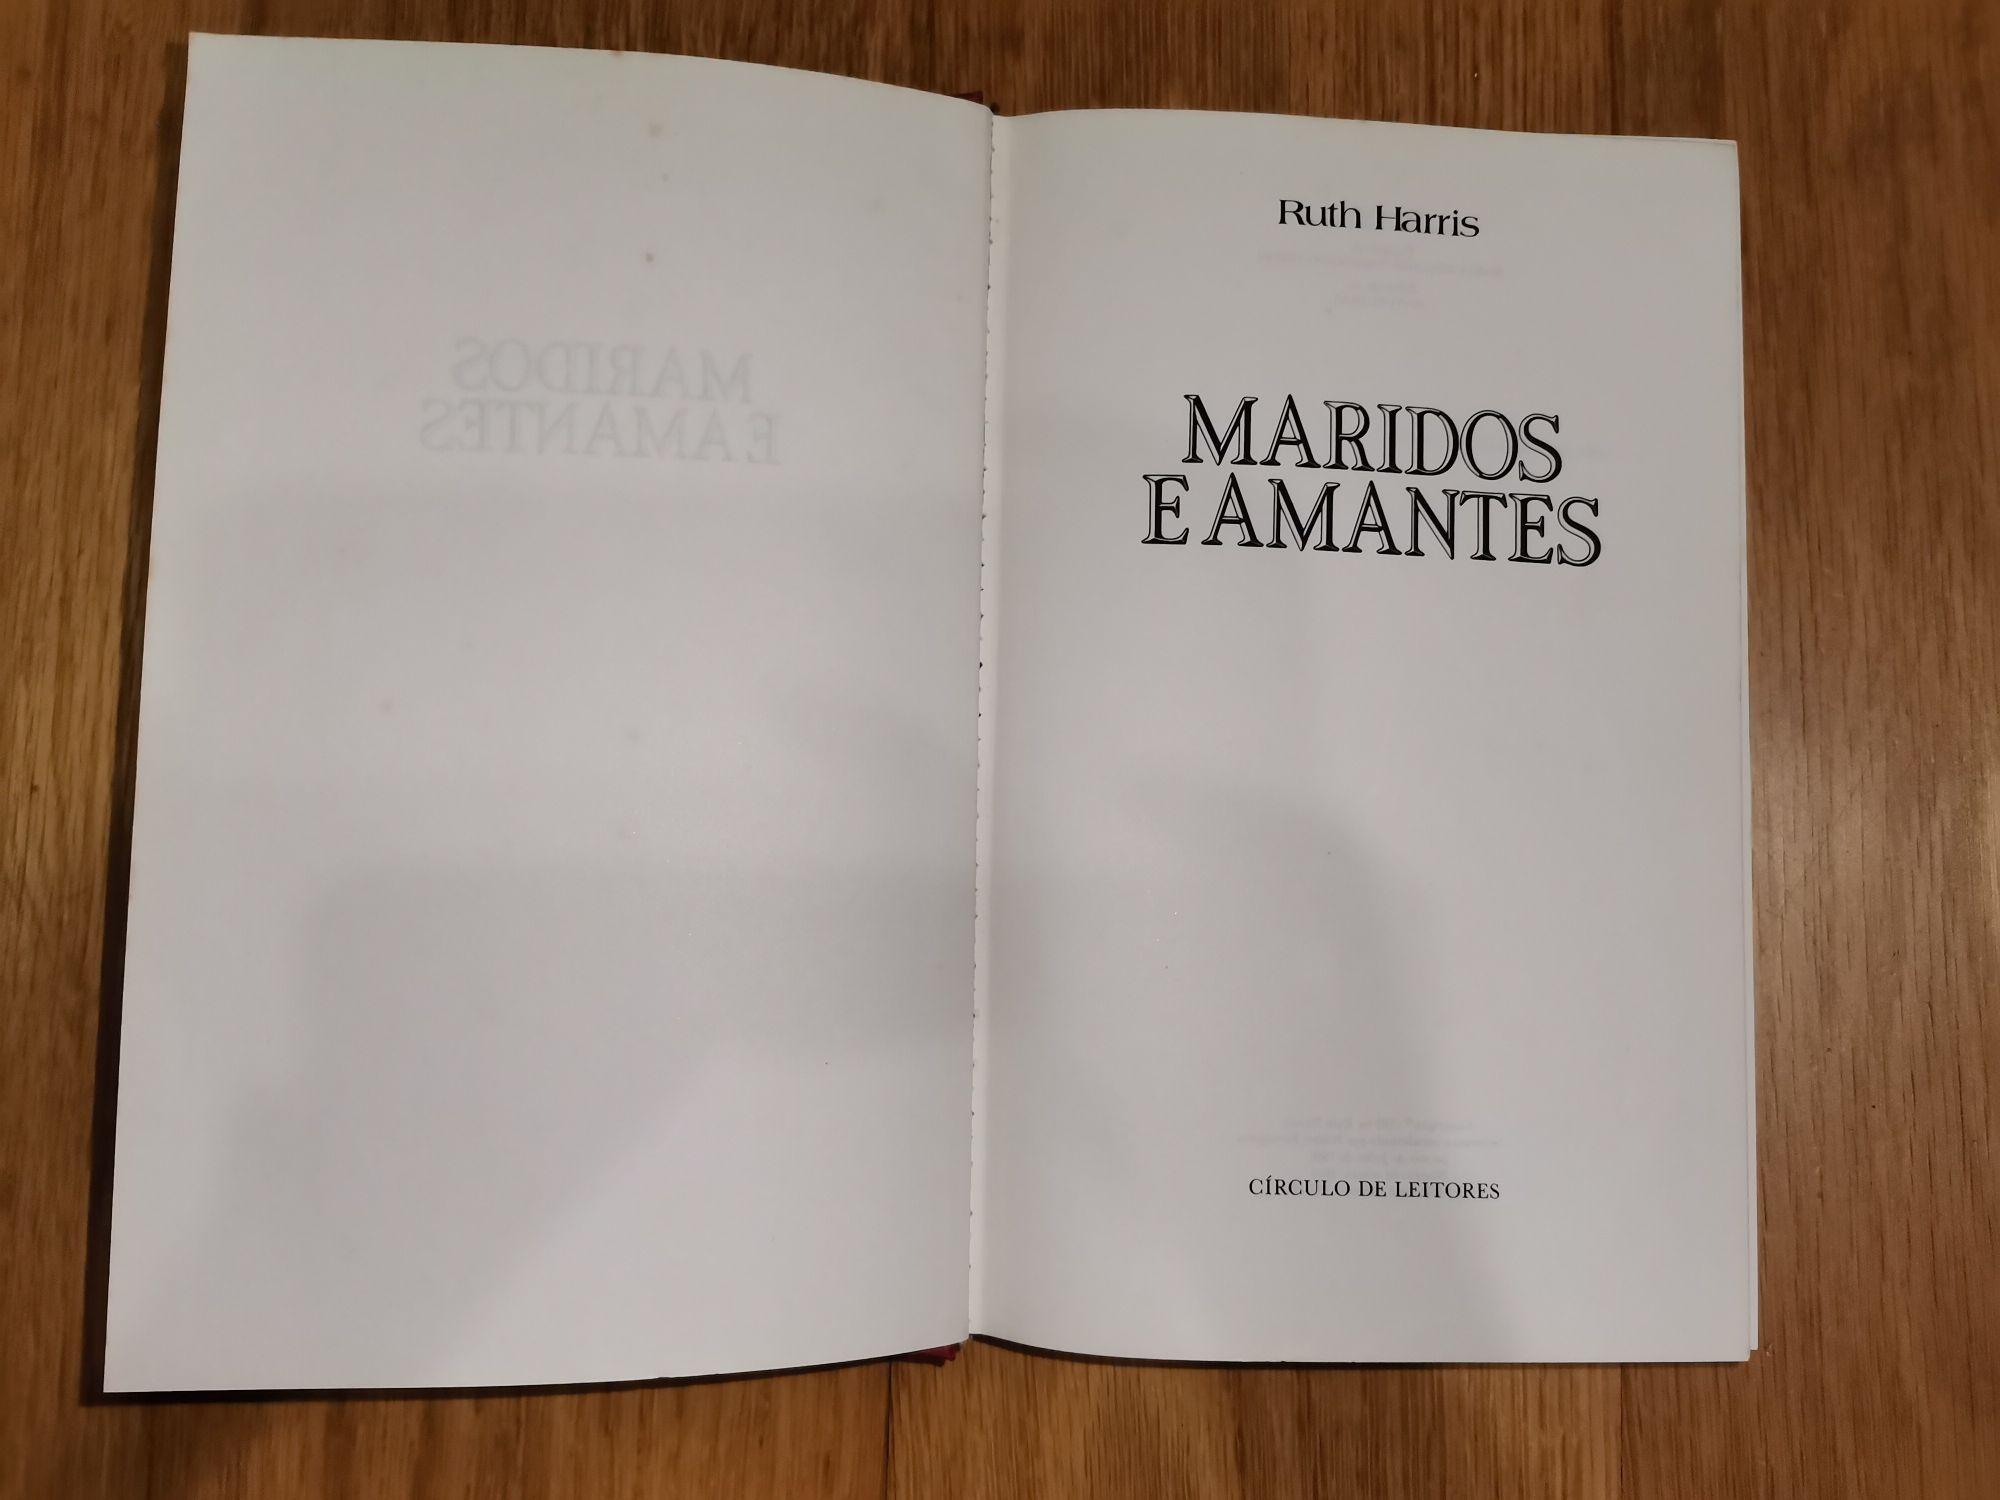 Ruth Harris
MARIDOS
E AMANTES
CÍRCULO DE LEITORES